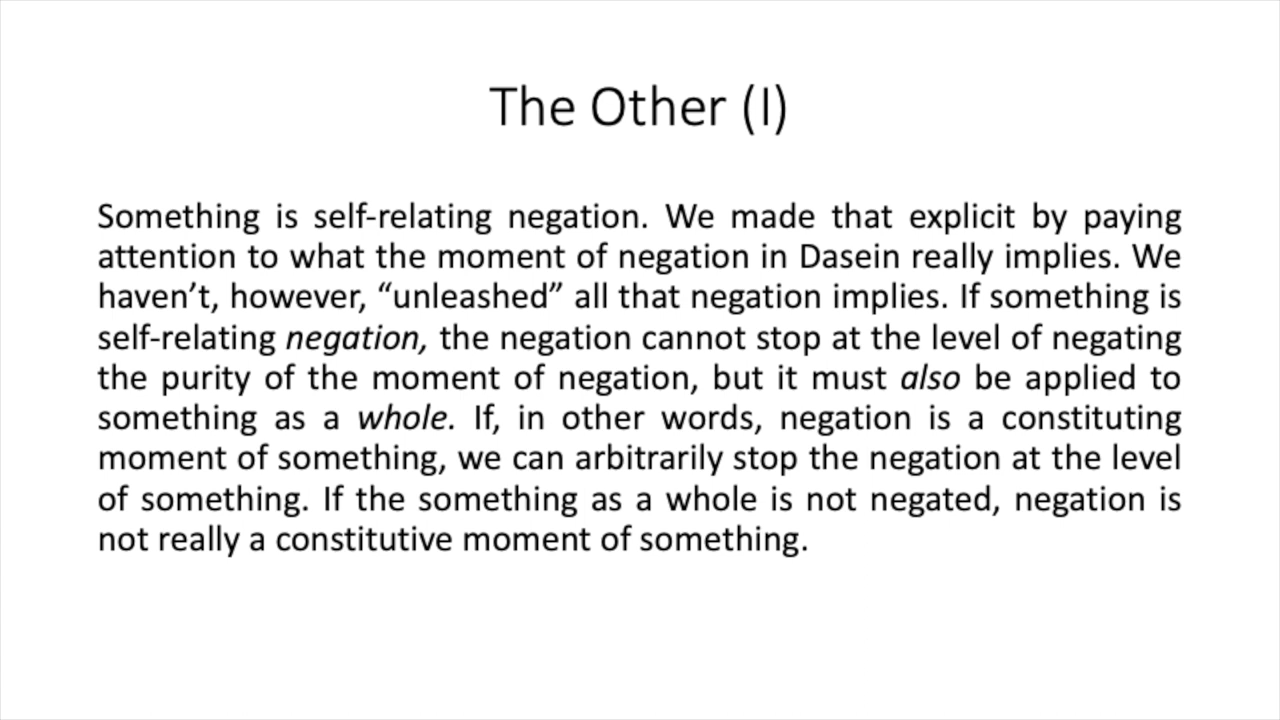 The Other (I)
Something is self-relating negation. We made that explicit by paying
attention to what the moment of negation in Dasein really implies. We
haven’t, however, “unleashed” all that negation implies. If something is
self-relating negation, the negation cannot stop at the level of negating
the purity of the moment of negation, but it must also be applied to
something as a whole. If, in other words, negation is a constituting
moment of something, we can arbitrarily stop the negation at the level
of something. If the something as a whole is not negated, negation is
not really a constitutive moment of something.